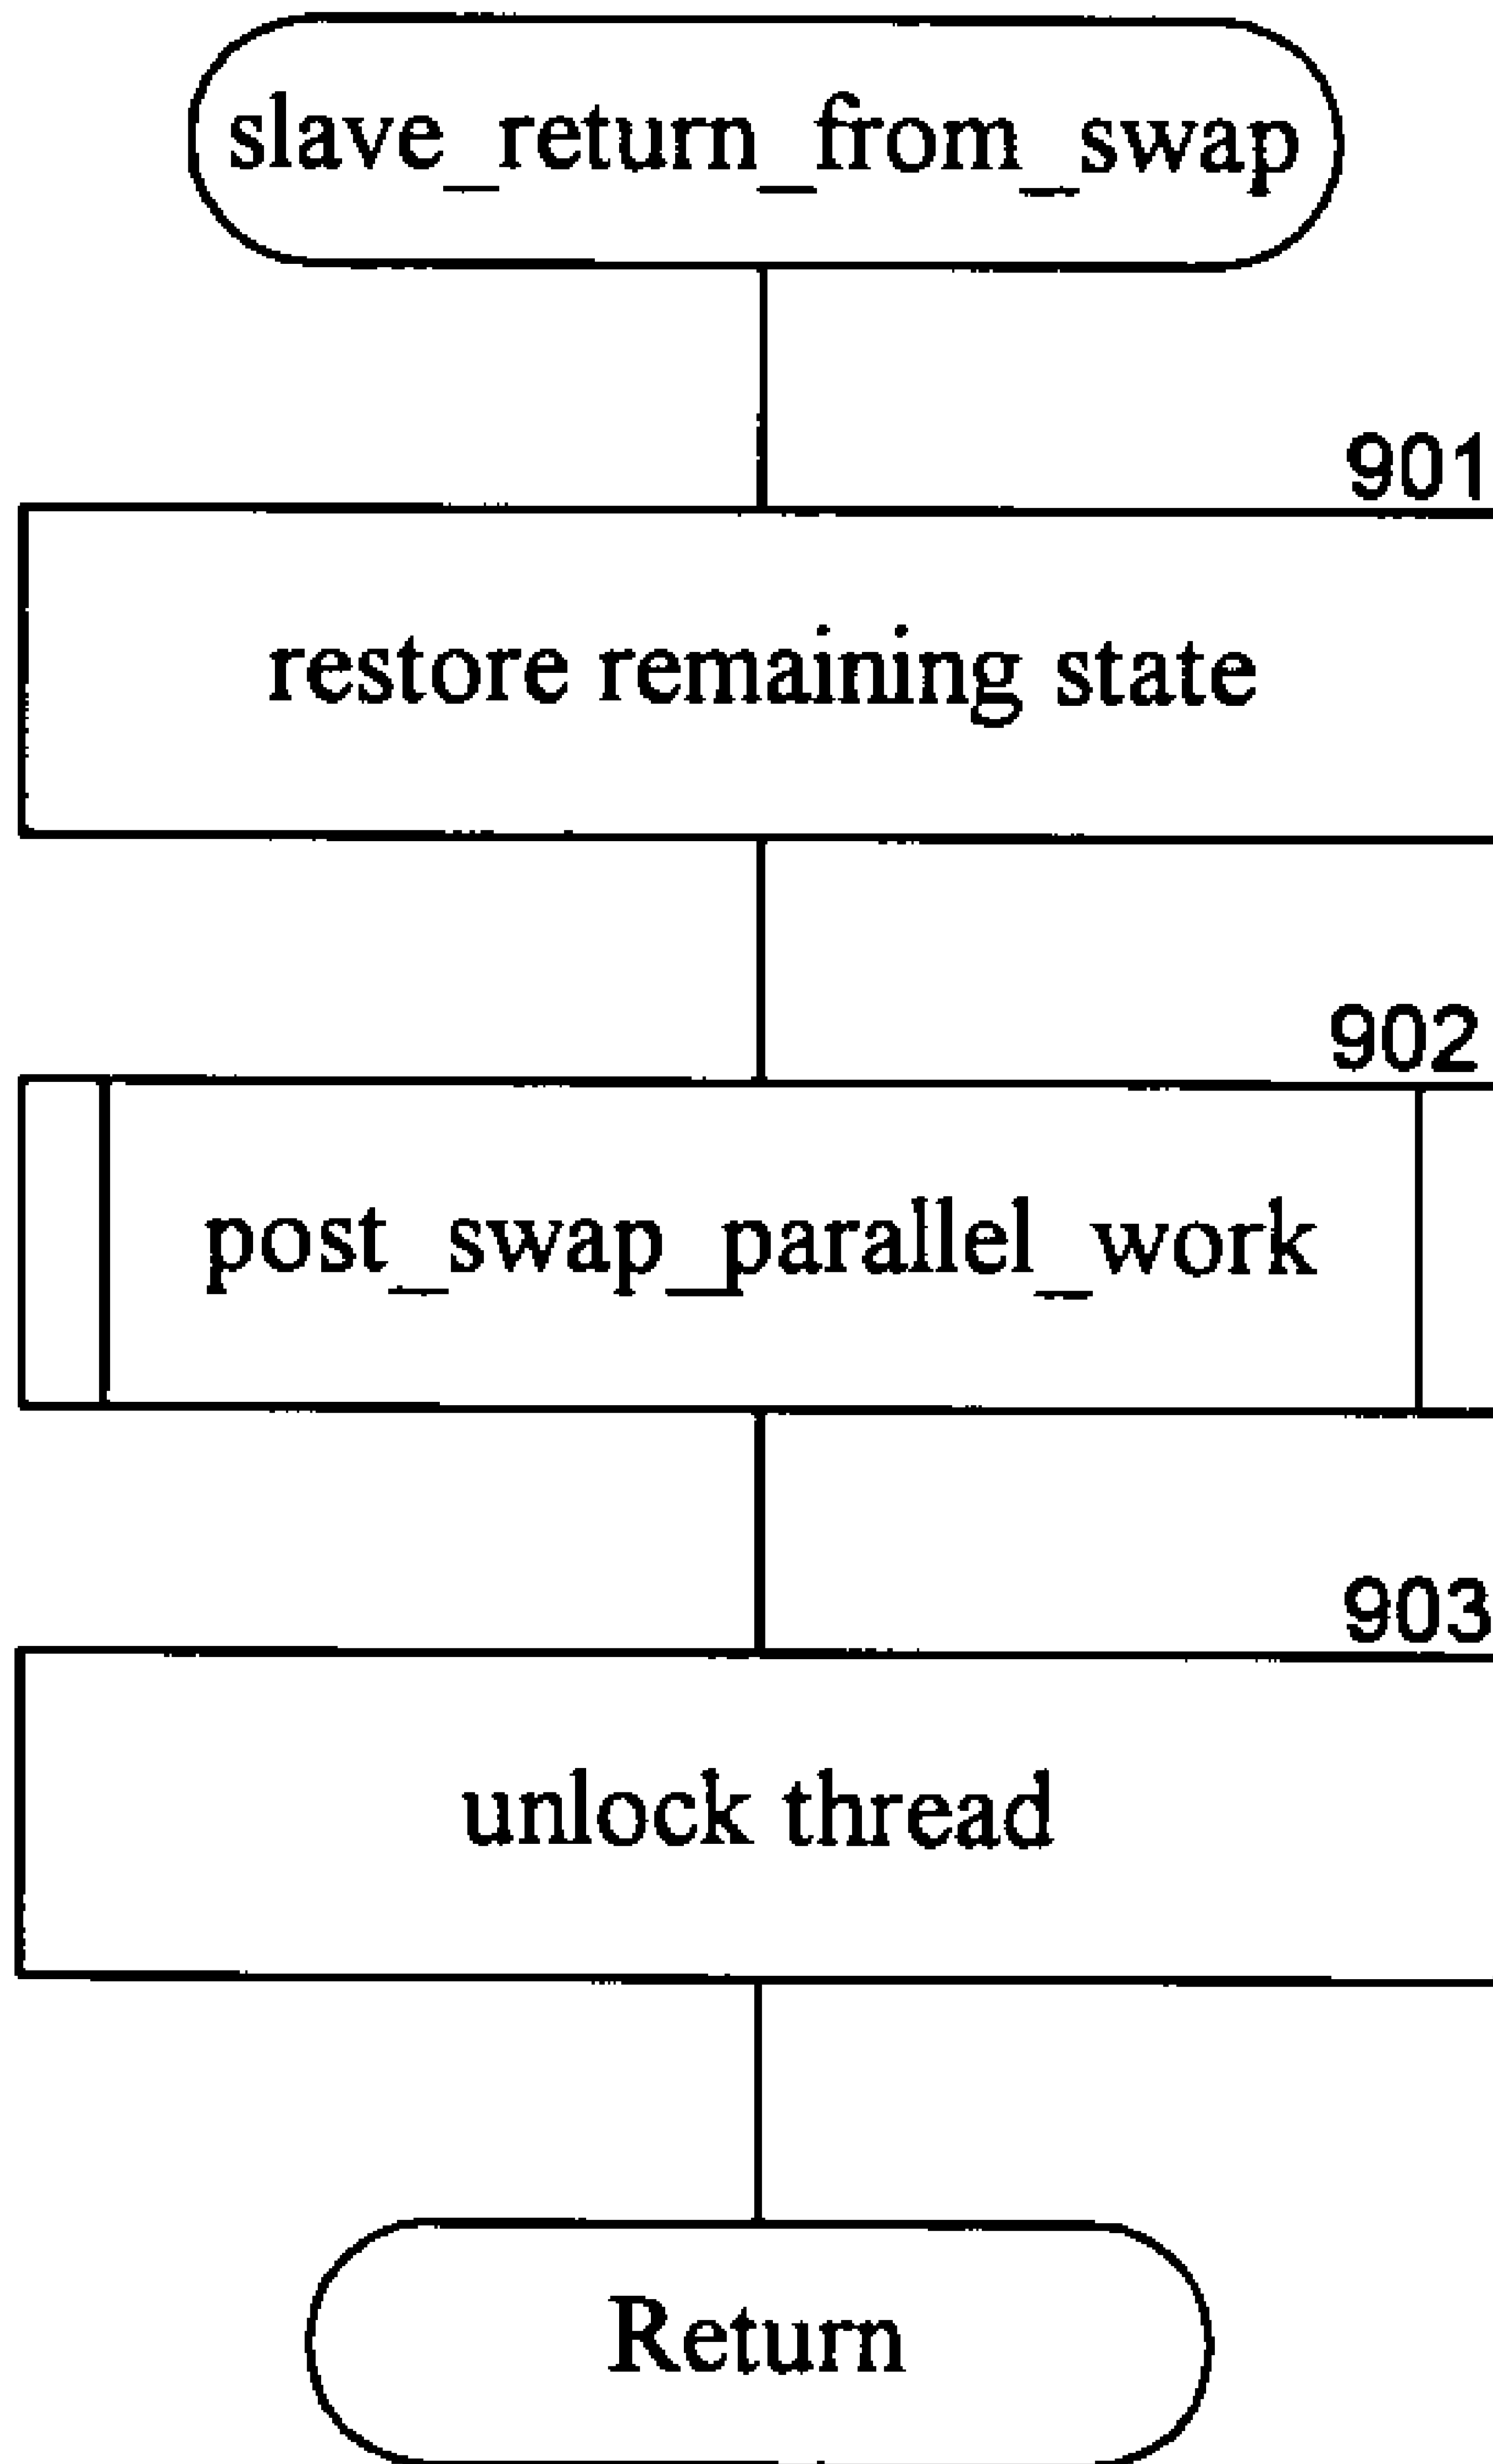 slave_return_from_swap
901
restore remaining state
902
post_swap_parallel_work
903
unlock thread
Return